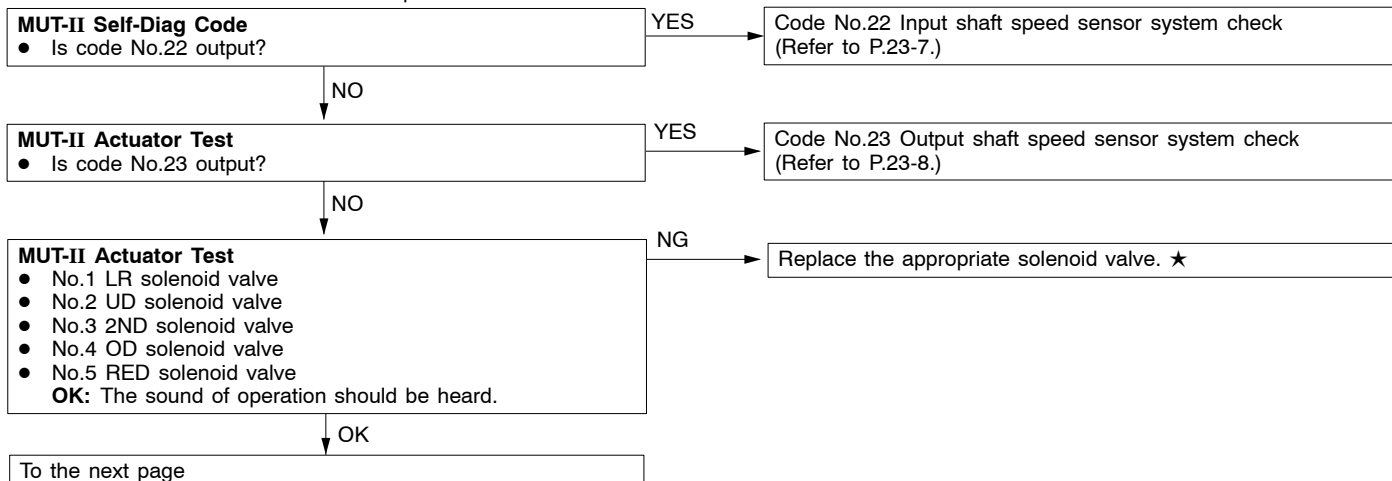 MUT-II Self-Diag Code
● Is code No.22 output?
YES
Code No.22 Input shaft speed sensor system check
(Refer to P.23-7.)
NO
MUT-II Actuator Test
● Is code No.23 output?
YES
Code No.23 Output shaft speed sensor system check
(Refer to P.23-8.)
NO
MUT-II Actuator Test
● No.1 LR solenoid valve
● No.2 UD solenoid valve
● No.3 2ND solenoid valve
● No.4 OD solenoid valve
● No.5 RED solenoid valve
OK: The sound of operation should be heard.
NG
Replace the appropriate solenoid valve. ★
OK
To the next page